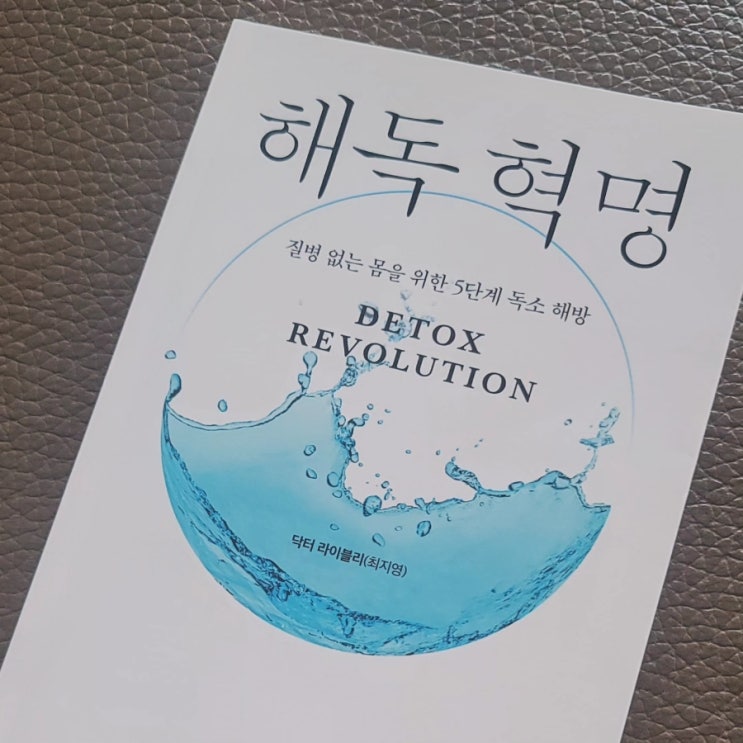 해독 혁명
질병 없는 몸을 위한 5단계 독소 해방
DETOX
REVOLUTION
닥터 라이블리(최지영)